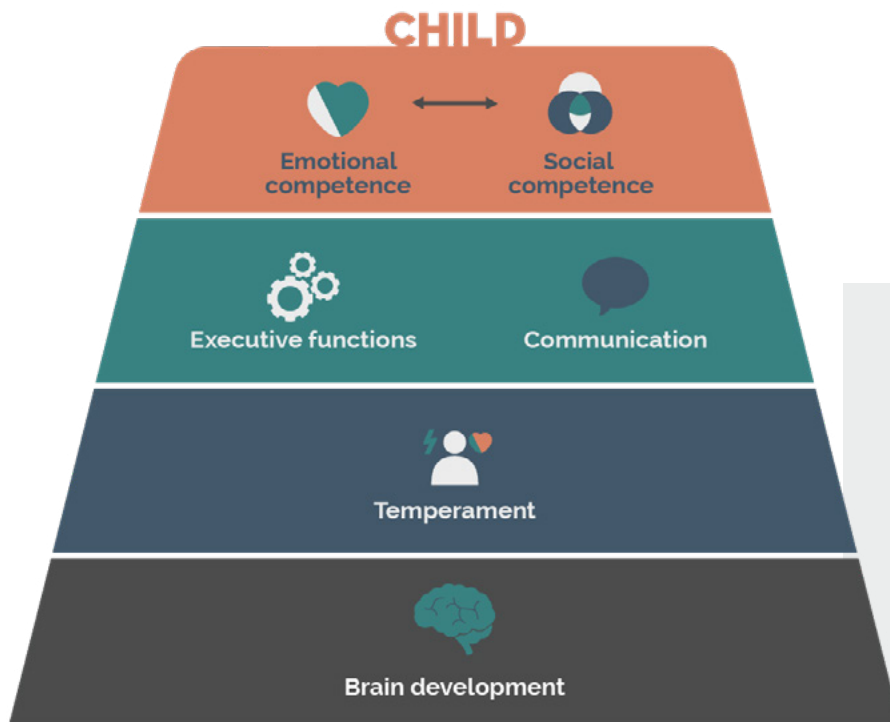 CHILD
Emotional competence
Social competence
Executive functions
Communication
Temperament
Brain development